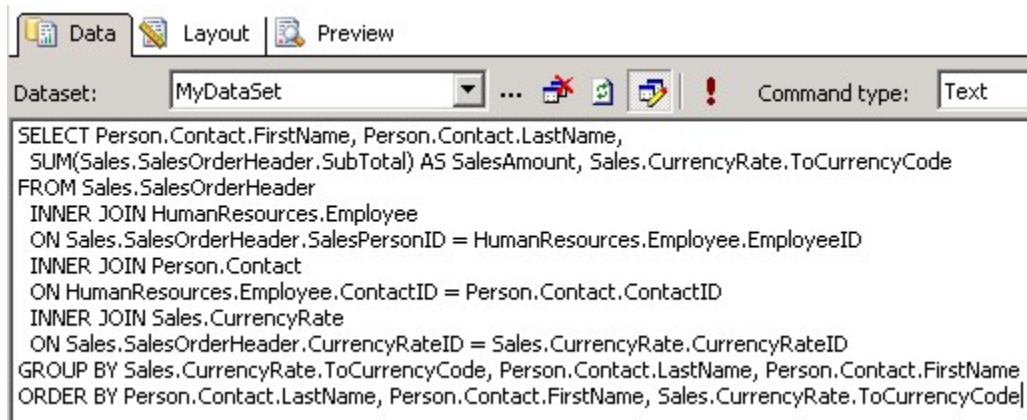 Data Layout Preview
Dataset: MyDataSet ... Command type: Text
SELECT Person.Contact.FirstName, Person.Contact.LastName,
SUM(Sales.SalesOrderHeader.SubTotal) AS SalesAmount, Sales.CurrencyRate.ToCurrencyCode
FROM Sales.SalesOrderHeader
INNER JOIN HumanResources.Employee
ON Sales.SalesOrderHeader.SalesPersonID = HumanResources.Employee.EmployeeID
INNER JOIN Person.Contact
ON HumanResources.Employee.ContactID = Person.Contact.ContactID
INNER JOIN Sales.CurrencyRate
ON Sales.SalesOrderHeader.CurrencyRateID = Sales.CurrencyRate.CurrencyRateID
GROUP BY Sales.CurrencyRate.ToCurrencyCode, Person.Contact.LastName, Person.Contact.FirstName
ORDER BY Person.Contact.LastName, Person.Contact.FirstName, Sales.CurrencyRate.ToCurrencyCode